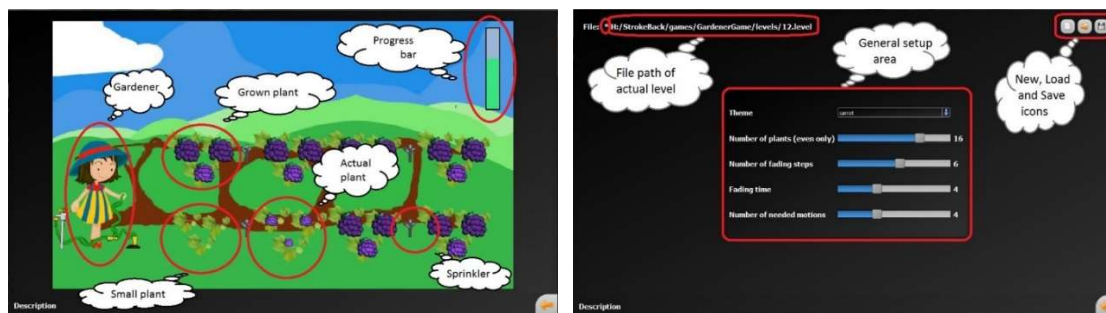 Progress
bar
Gardener
Grown plant
Actual
plant
Small plant
Sprinkler
Description
File: * H:/StrokeBack/games/GardenerGame/levels/12.level
General setup
area
File path of
actual level
New, Load
and Save
icons
Theme
Number of plants (even only) 16
Number of fading steps 6
Fading time 4
Number of needed motions 4
Description